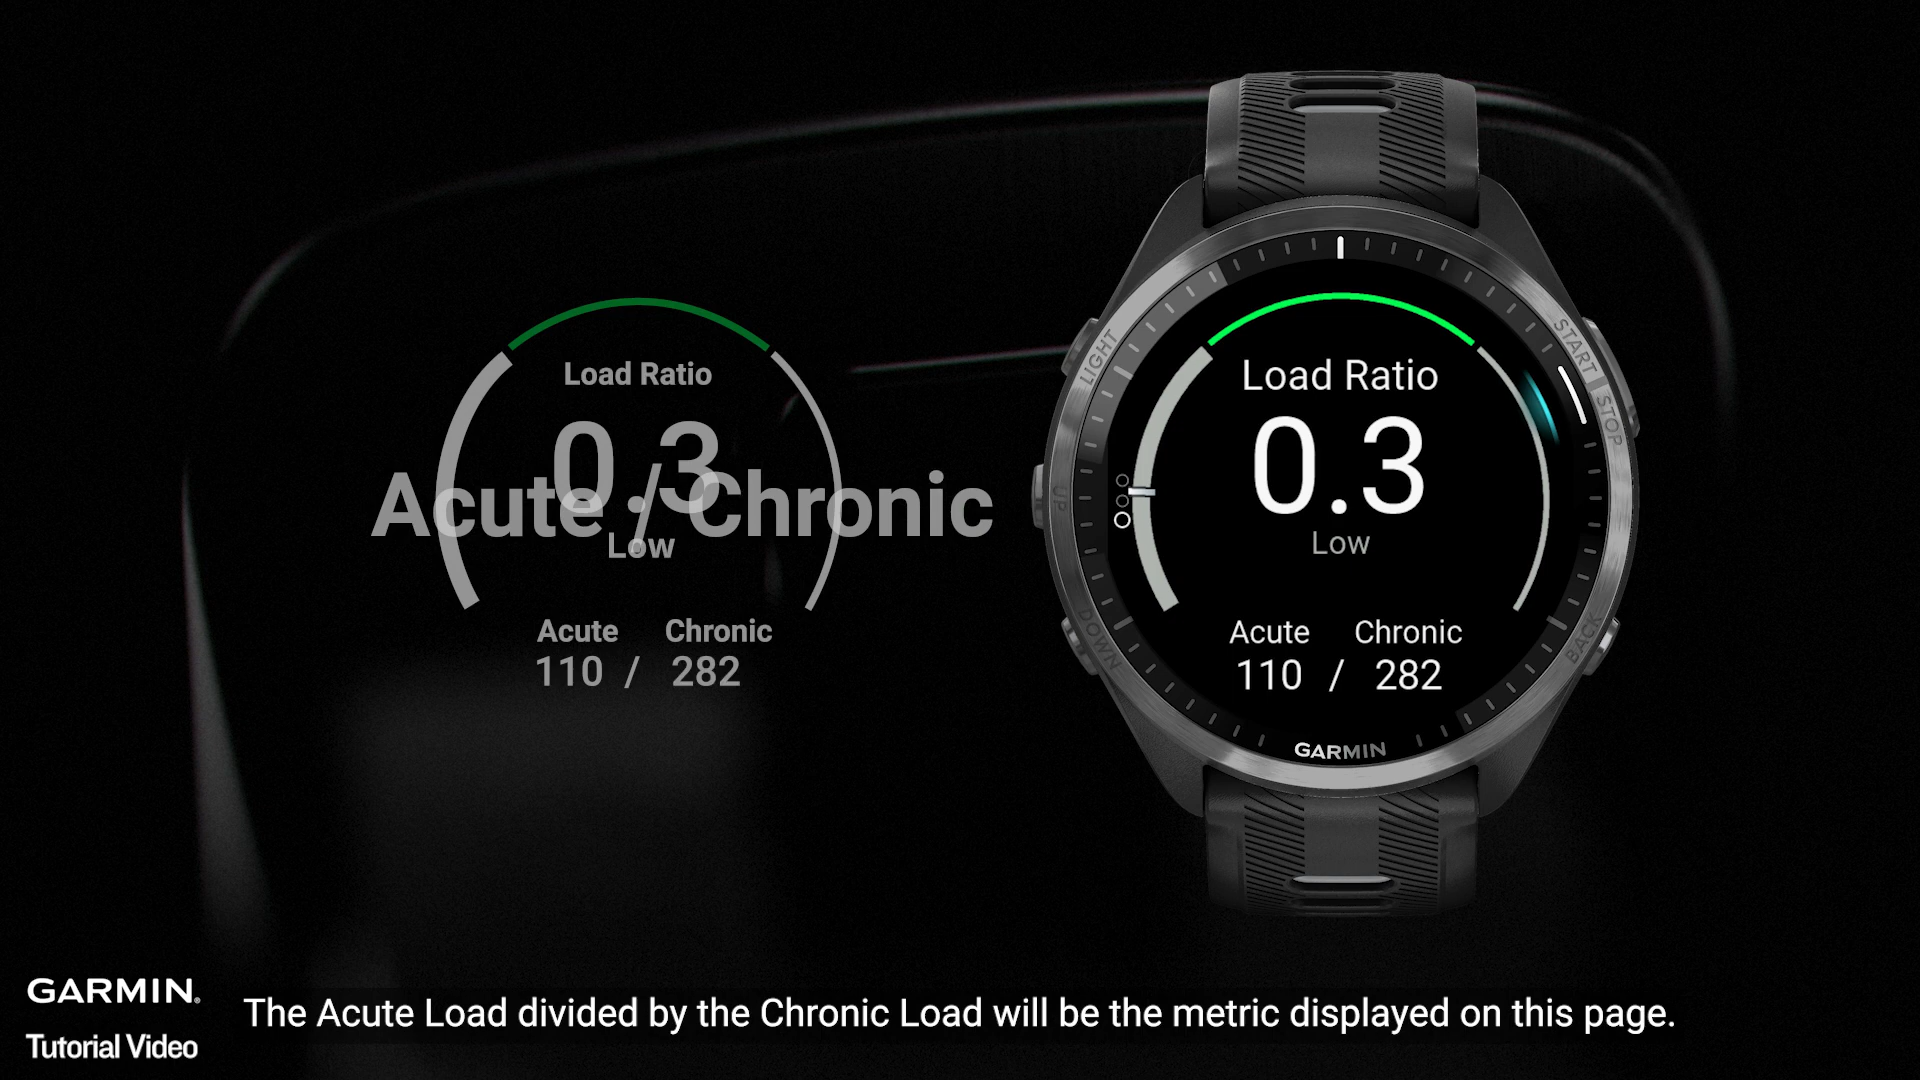 Load Ratio
0.3
Acute / Chronic
Low
Acute Chronic
110 / 282
LIGHT
START
STOP
UP
DOWN
BACK
Load Ratio
0.3
Low
Acute Chronic
110 / 282
GARMIN
GARMIN®
Tutorial Video
The Acute Load divided by the Chronic Load will be the metric displayed on this page.